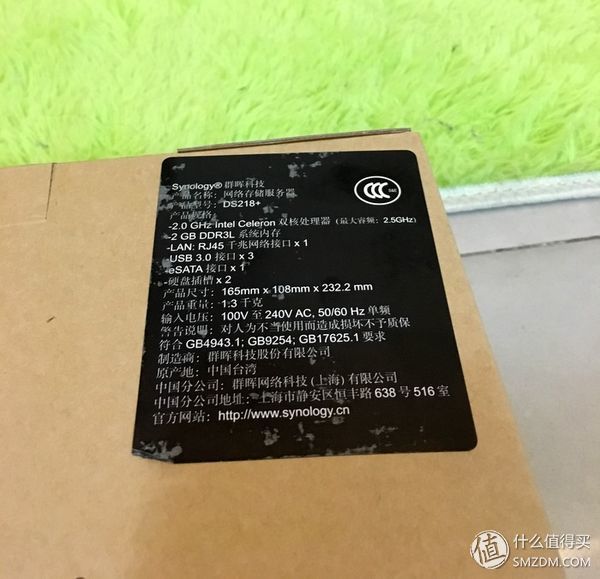 Synology® 群晖科技
产品名称：网络存储服务器
产品型号：DS218+
产品规格：
-2.0 GHz Intel Celeron 双核处理器（最大睿频：2.5GHz）
-2 GB DDR3L 系统内存
-LAN: RJ45 千兆网络接口 x 1
-USB 3.0 接口 x 3
-eSATA 接口 x 1
-硬盘插槽 x 2
产品尺寸：165mm x 108mm x 232.2 mm
产品重量：1.3 千克
输入电压：100V 至 240V AC, 50/60 Hz 单频
警告说明：对人为不当使用而造成损坏不予质保
符合 GB4943.1; GB9254; GB17625.1 要求
制造商：群晖科技股份有限公司
原产地：中国台湾
中国分公司：群晖网络科技(上海)有限公司
中国分公司地址：上海市静安区恒丰路 638 号 516 室
官方网站：http://www.synology.cn
CCC
值 什么值得买
SMZDM.COM